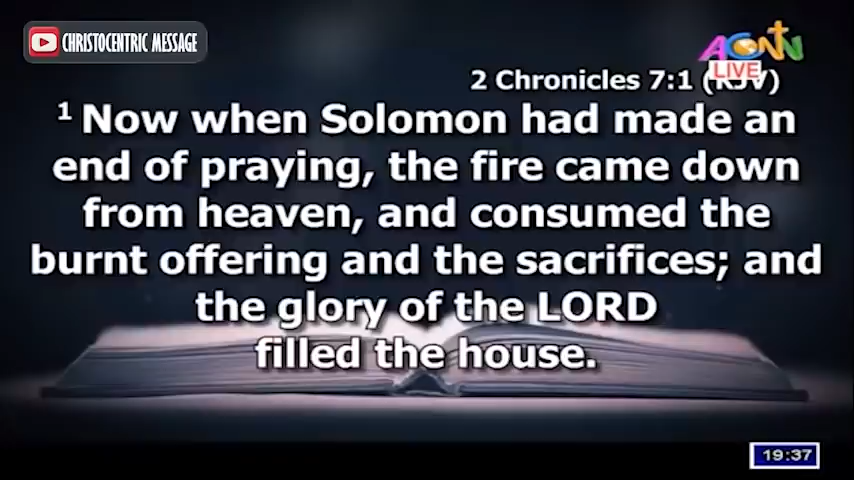 CHRISTOCENTRIC MESSAGE
AGNN
LIVE
2 Chronicles 7:1 (KJV)
1 Now when Solomon had made an
end of praying, the fire came down
from heaven, and consumed the
burnt offering and the sacrifices; and
the glory of the LORD
filled the house.
19:37